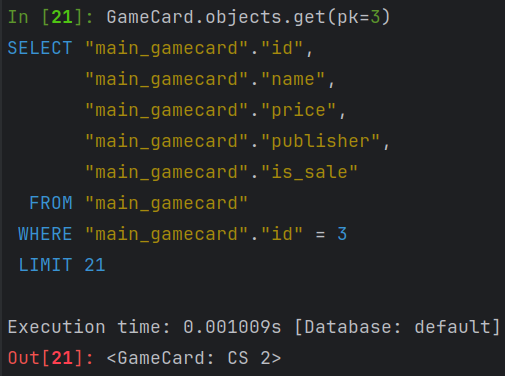 In [21]: GameCard.objects.get(pk=3)
SELECT "main_gamecard"."id",
       "main_gamecard"."name",
       "main_gamecard"."price",
       "main_gamecard"."publisher",
       "main_gamecard"."is_sale"
  FROM "main_gamecard"
 WHERE "main_gamecard"."id" = 3
 LIMIT 21
Execution time: 0.001009s [Database: default]
Out[21]: <GameCard: CS 2>